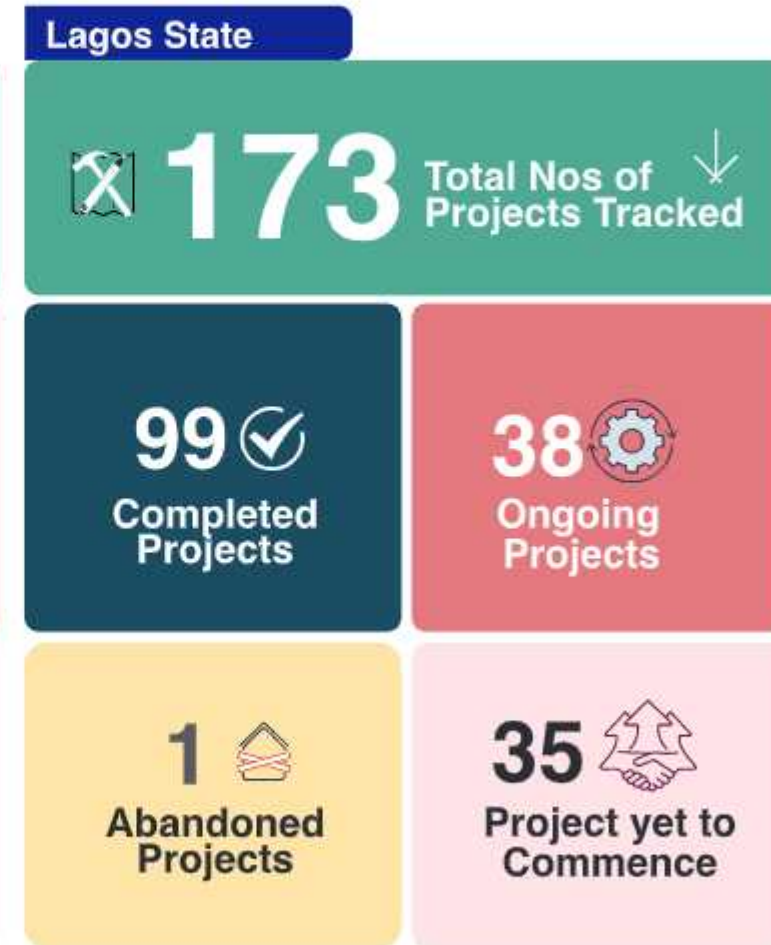 Lagos State
173
Total Nos of
Projects Tracked
99
Completed
Projects
38
Ongoing
Projects
1
Abandoned
Projects
35
Project yet to
Commence